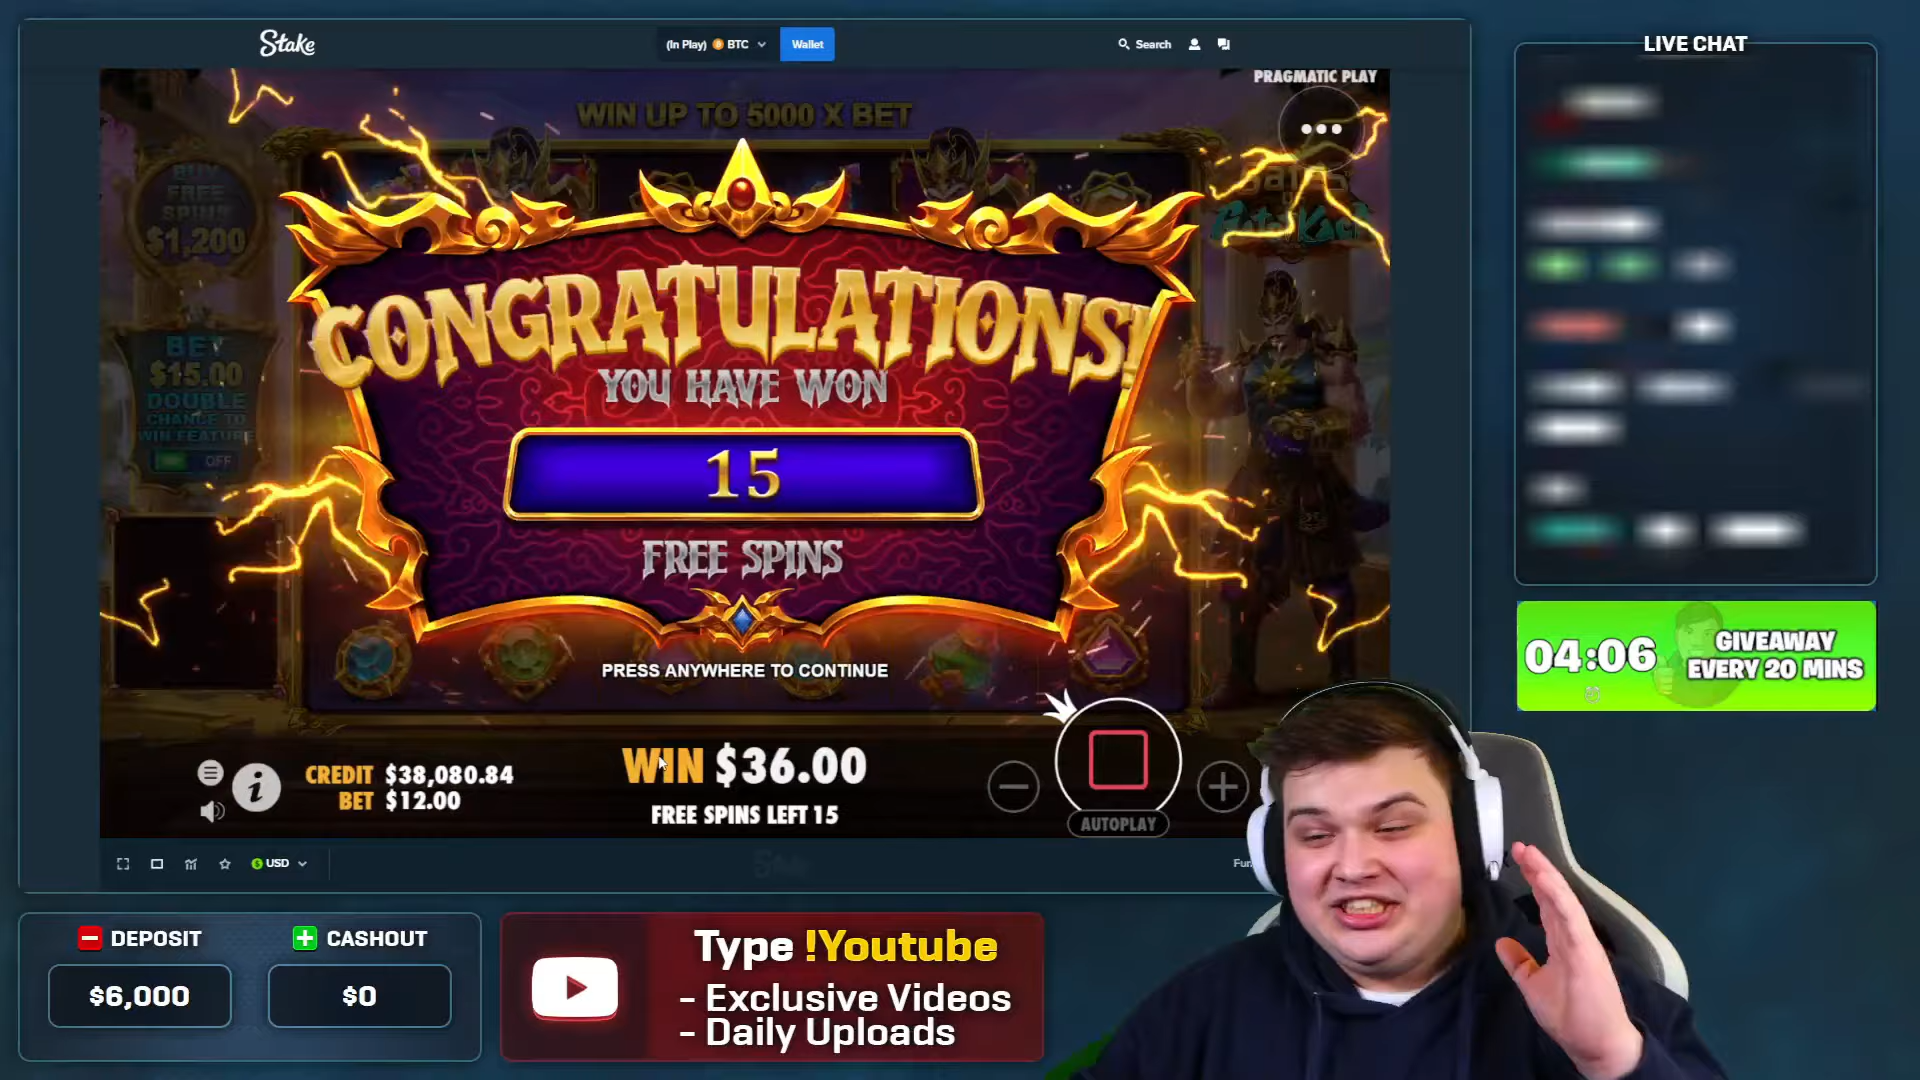 Stake
(In Play) BTC
Wallet
Search
LIVE CHAT
PRAGMATIC PLAY
WIN UP TO 5000 X BET
BUY
FREE
SPINS
$1,200
BET
$15.00
DOUBLE
CHANCE TO
WIN FEATURE
OFF
CONGRATULATIONS!
YOU HAVE WON
15
FREE SPINS
PRESS ANYWHERE TO CONTINUE
CREDIT $38,080.84
BET $12.00
WIN $36.00
FREE SPINS LEFT 15
AUTOPLAY
USD
04:06
GIVEAWAY
EVERY 20 MINS
DEPOSIT
$6,000
CASHOUT
$0
Type !Youtube
- Exclusive Videos
- Daily Uploads